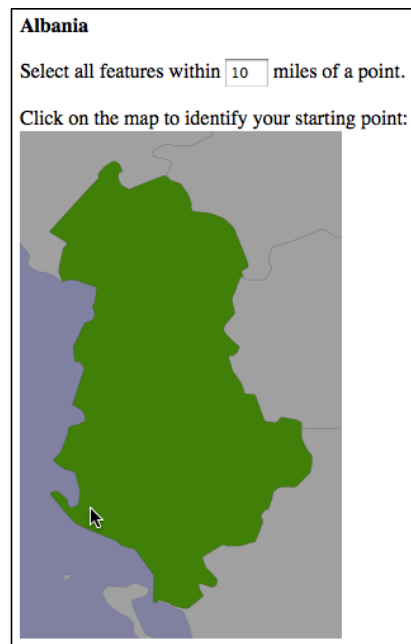 Albania
Select all features within 10 miles of a point.
Click on the map to identify your starting point: